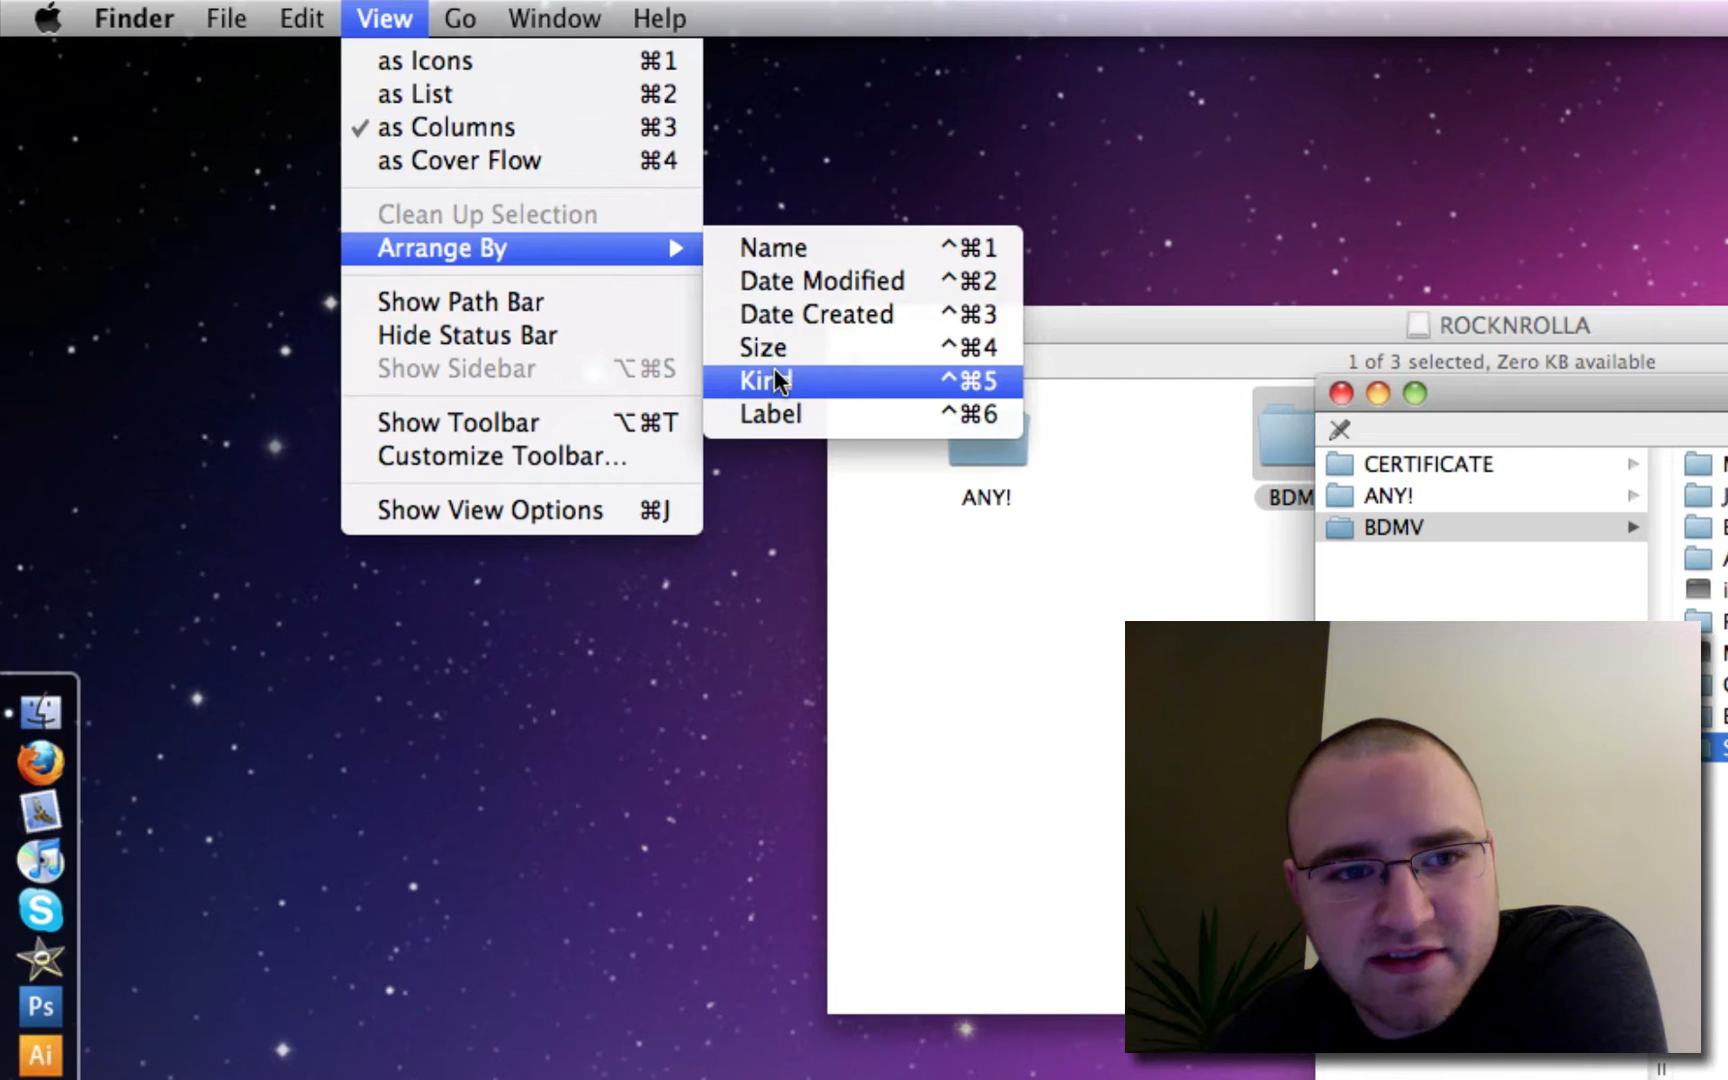 Finder File Edit View Go Window Help
as Icons ⌘1
as List ⌘2
✓ as Columns ⌘3
as Cover Flow ⌘4
Clean Up Selection
Arrange By ▶
Show Path Bar
Hide Status Bar
Show Sidebar ⌥⌘S
Show Toolbar ⌥⌘T
Customize Toolbar...
Show View Options ⌘J
Name ^⌘1
Date Modified ^⌘2
Date Created ^⌘3
Size ^⌘4
Kind ^⌘5
Label ^⌘6
ROCKNROLLA
1 of 3 selected, Zero KB available
ANY!
BDM
CERTIFICATE
ANY!
BDMV
Ps
Ai